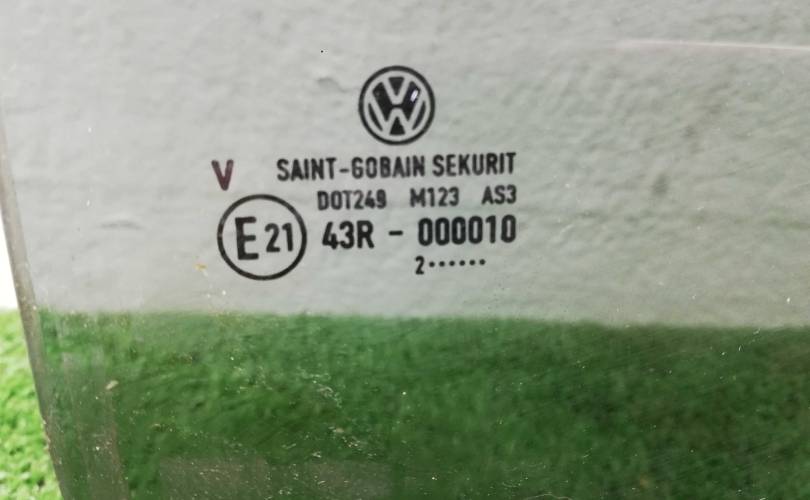 V
SAINT-GOBAIN SEKURIT
DOT249 M123 AS3
E21 43R - 000010
2••••••